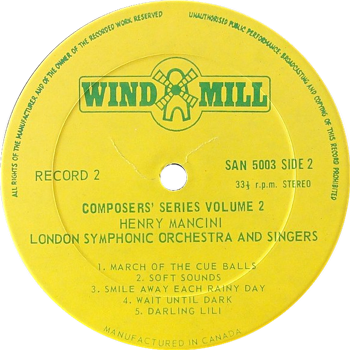 ALL RIGHTS OF THE MANUFACTURER AND OF THE OWNER OF THE RECORDED WORK RESERVED
UNAUTHORISED PUBLIC PERFORMANCE BROADCASTING AND COPYING OF THIS RECORD PROHIBITED
WIND MILL
SAN 5003 SIDE 2
RECORD 2
33⅓ r.p.m. STEREO
COMPOSERS' SERIES VOLUME 2
HENRY MANCINI
LONDON SYMPHONIC ORCHESTRA AND SINGERS
1. MARCH OF THE CUE BALLS
2. SOFT SOUNDS
3. SMILE AWAY EACH RAINY DAY
4. WAIT UNTIL DARK
5. DARLING LILI
MANUFACTURED IN CANADA